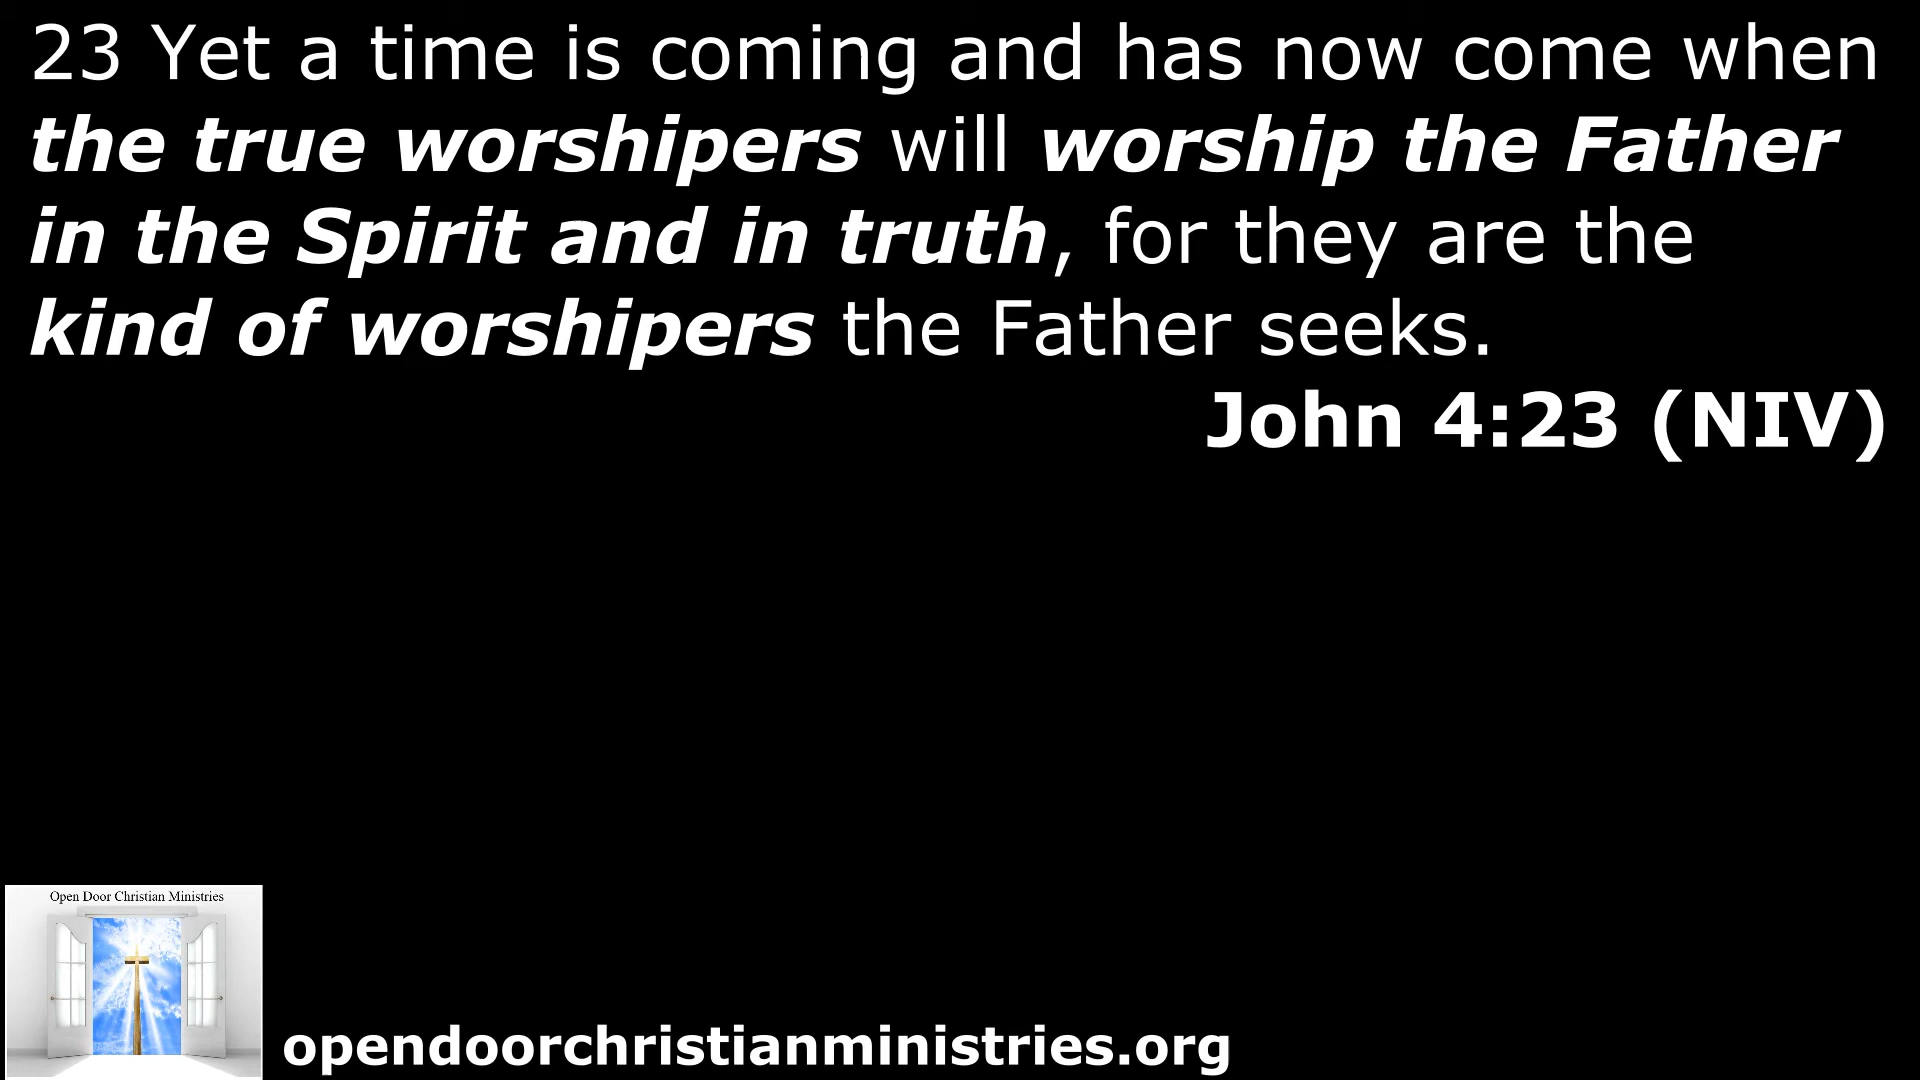 23 Yet a time is coming and has now come when
the true worshipers will worship the Father
in the Spirit and in truth, for they are the
kind of worshipers the Father seeks.
John 4:23 (NIV)
Open Door Christian Ministries
opendoorchristianministries.org